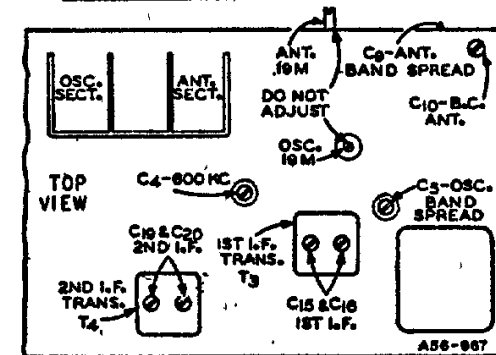 OSC.
SECT.
ANT.
SECT.
ANT.
19M
C9-ANT.
BAND SPREAD
DO NOT
ADJUST
C10-B.C.
ANT.
OSC.
19M
TOP
VIEW
C4-600 KC
C5-OSC.
BAND
SPREAD
C19 & C20
2ND I.F.
1ST I.F.
TRANS.
T3
2ND I.F.
TRANS.
T4
C15 & C16
1ST I.F.
A56-867